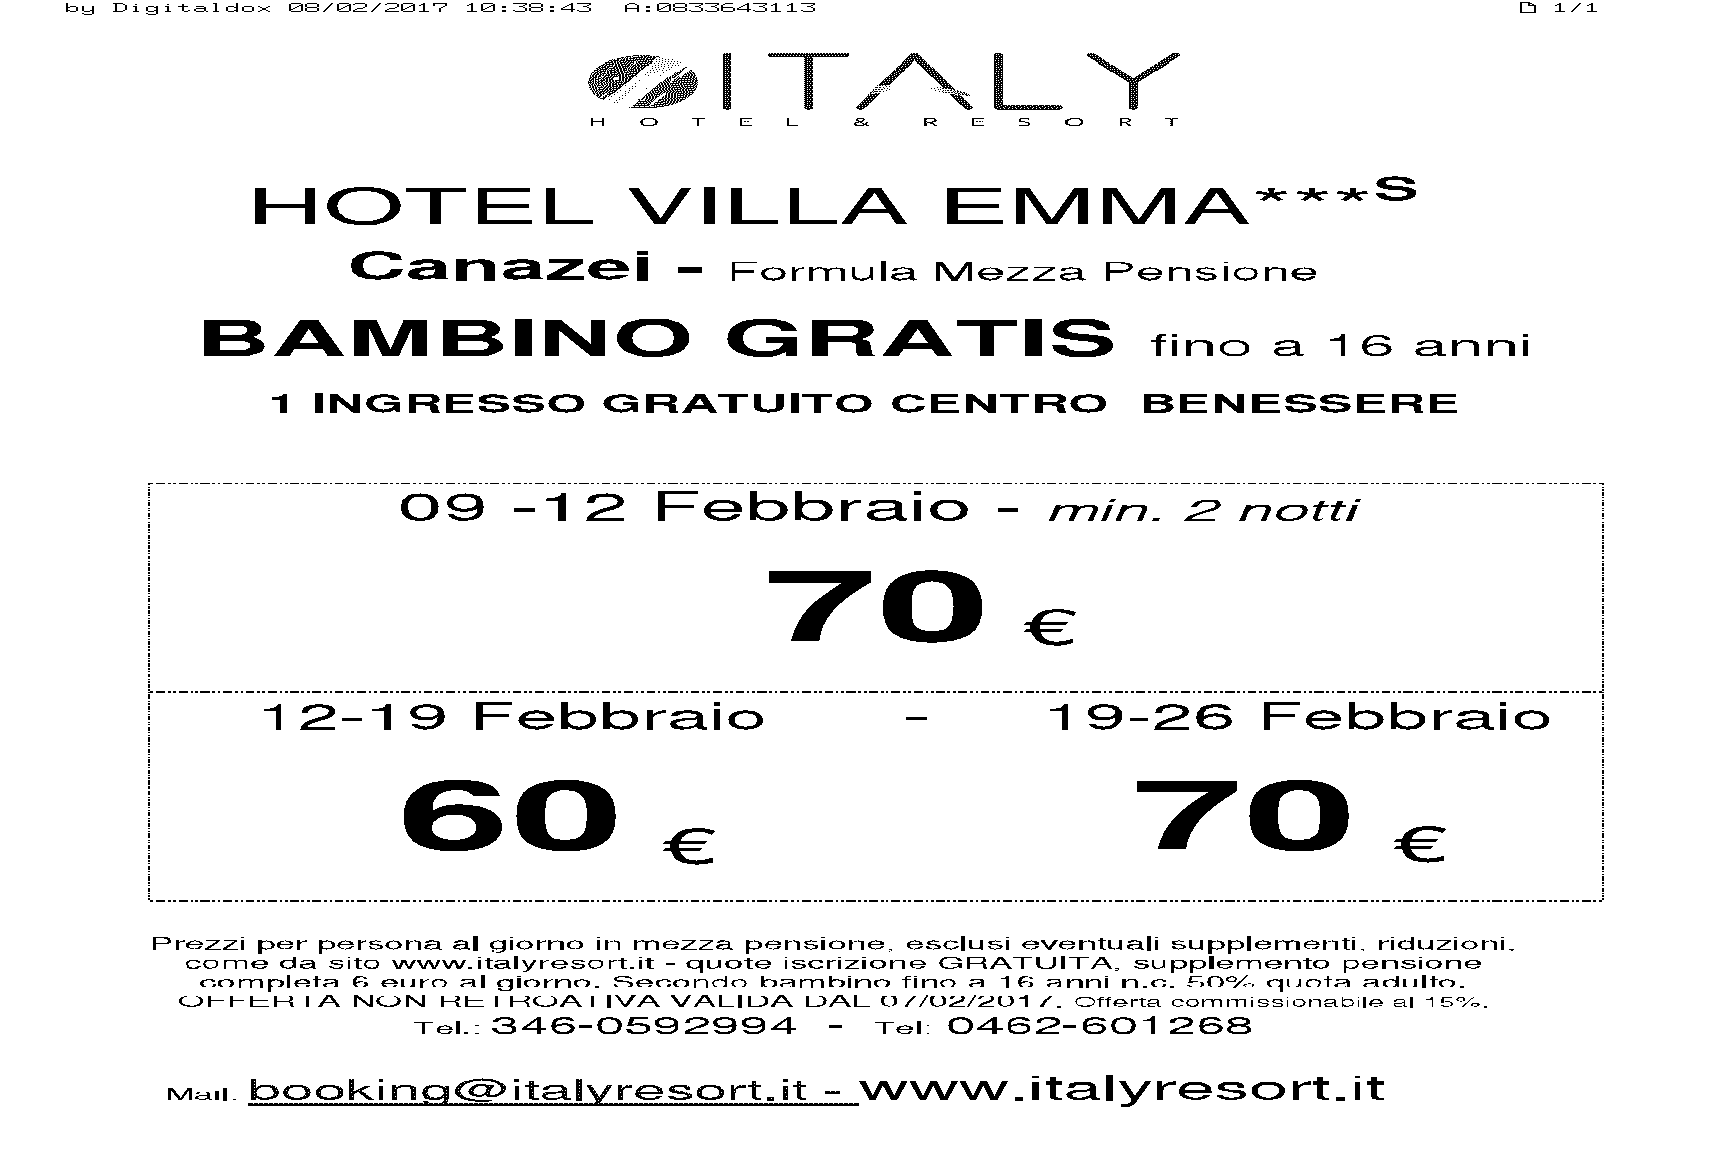 by Digitaldox 08/02/2017 10:38:43 A:0833643113 1/1
ITALY
HOTEL & RESORT
HOTEL VILLA EMMA***S
Canazei - Formula Mezza Pensione
BAMBINO GRATIS fino a 16 anni
1 INGRESSO GRATUITO CENTRO BENESSERE
09 -12 Febbraio - min. 2 notti
70 €
12-19 Febbraio - 19-26 Febbraio
60 € 70 €
Prezzi per persona al giorno in mezza pensione, esclusi eventuali supplementi, riduzioni,
come da sito www.italyresort.it - quote iscrizione GRATUITA, supplemento pensione
completa 6 euro al giorno. Secondo bambino fino a 16 anni n.c. 50% quota adulto.
OFFERTA NON RETROATIVA VALIDA DAL 07/02/2017. Offerta commissionabile al 15%.
Tel.: 346-0592994 - Tel: 0462-601268
Mail. booking@italyresort.it - www.italyresort.it